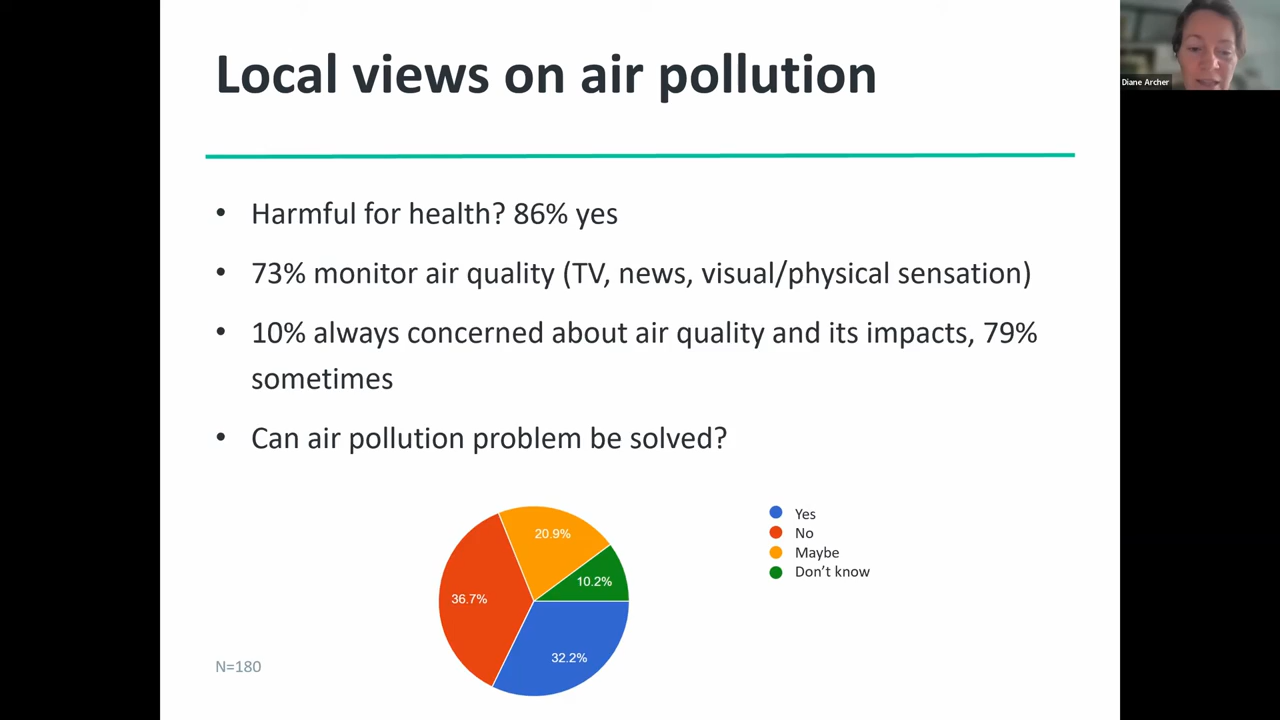 Local views on air pollution
Diane Archer
• Harmful for health? 86% yes
• 73% monitor air quality (TV, news, visual/physical sensation)
• 10% always concerned about air quality and its impacts, 79%
sometimes
• Can air pollution problem be solved?
20.9%
10.2%
36.7%
32.2%
Yes
No
Maybe
Don’t know
N=180